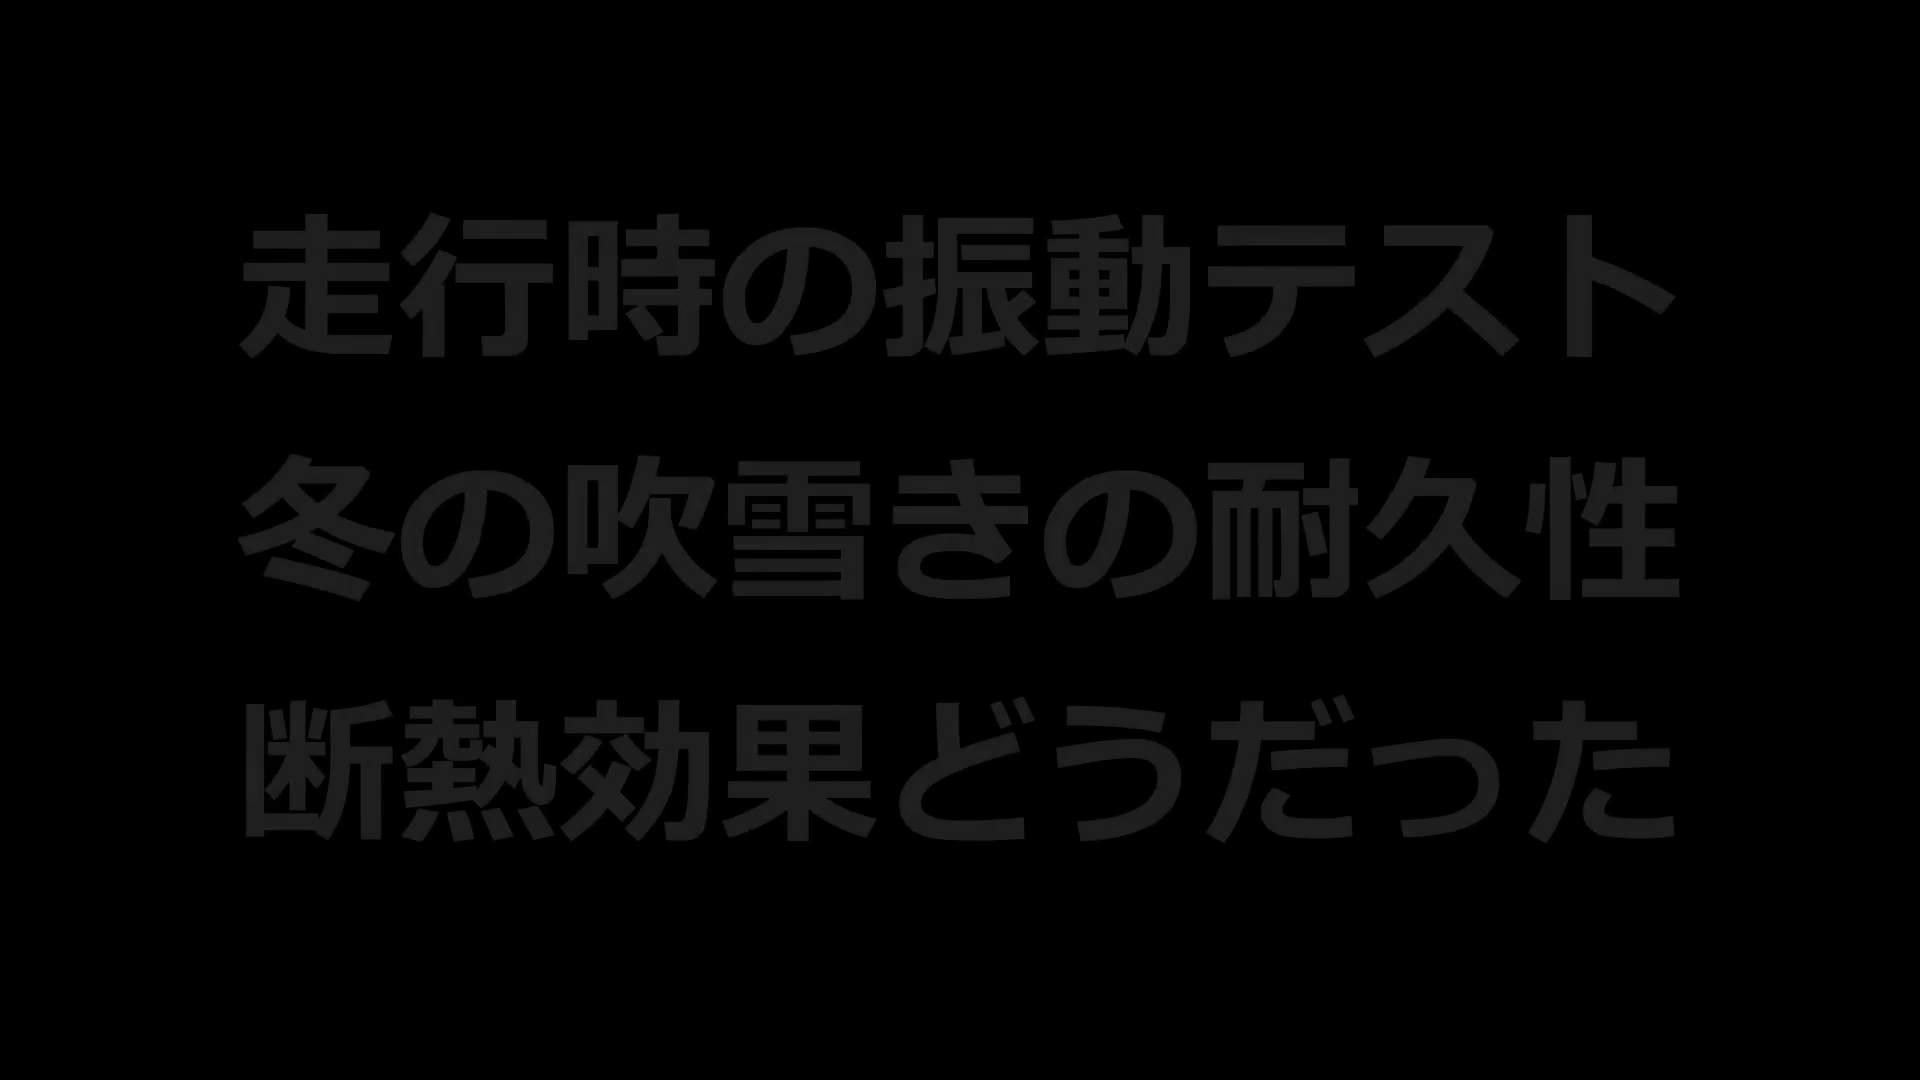 走行時の振動テスト
冬の吹雪きの耐久性
断熱効果どうだった